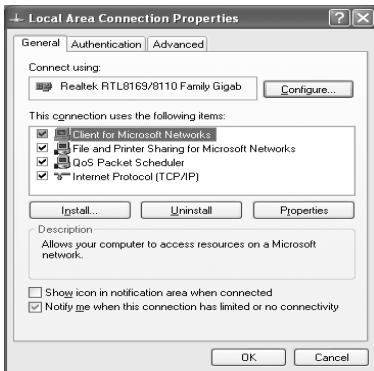 Local Area Connection Properties
General Authentication Advanced
Connect using:
Realtek RTL8169/8110 Family Gigab Configure...
This connection uses the following items:
Client for Microsoft Networks
File and Printer Sharing for Microsoft Networks
QoS Packet Scheduler
Internet Protocol (TCP/IP)
Install... Uninstall Properties
Description
Allows your computer to access resources on a Microsoft
network.
Show icon in notification area when connected
Notify me when this connection has limited or no connectivity
OK Cancel